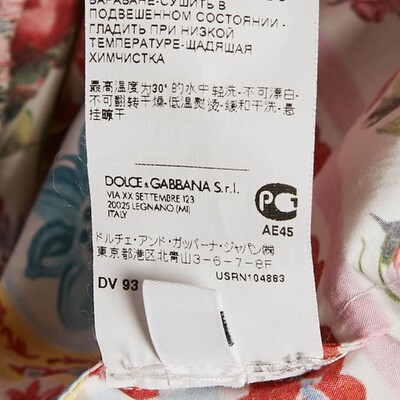 БАРАБАНЕ-СУШИТЬ В
ПОДВЕШЕННОМ СОСТОЯНИИ-
ГЛАДИТЬ ПРИ НИЗКОЙ
ТЕМПЕРАТУРЕ-ЩАДЯЩАЯ
ХИМЧИСТКА
最高温度为30°的水中轻洗-不可漂白-
不可翻转干燥-低温熨烫-缓和干洗-悬
挂晾干
DOLCE & GABBANA S.r.l.
VIA XX SETTEMBRE 123
20025 LEGNANO (MI)
ITALY
РС
AE45
ドルチェ・アンド・ガッバーナ・ジャパン㈱
東京都港区北青山3-6-7-8F
USRN104883
DV 93